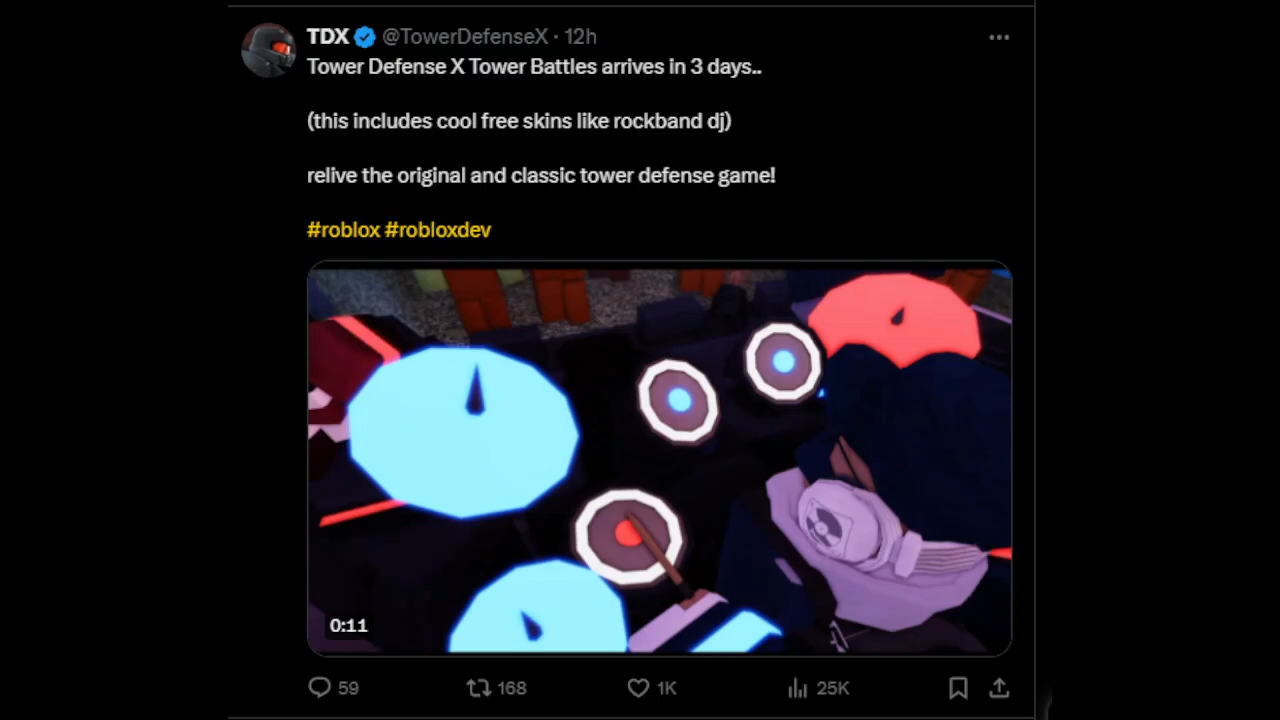 TDX @TowerDefenseX · 12h
Tower Defense X Tower Battles arrives in 3 days..
(this includes cool free skins like rockband dj)
relive the original and classic tower defense game!
#roblox #robloxdev
0:11
59 168 1K 25K